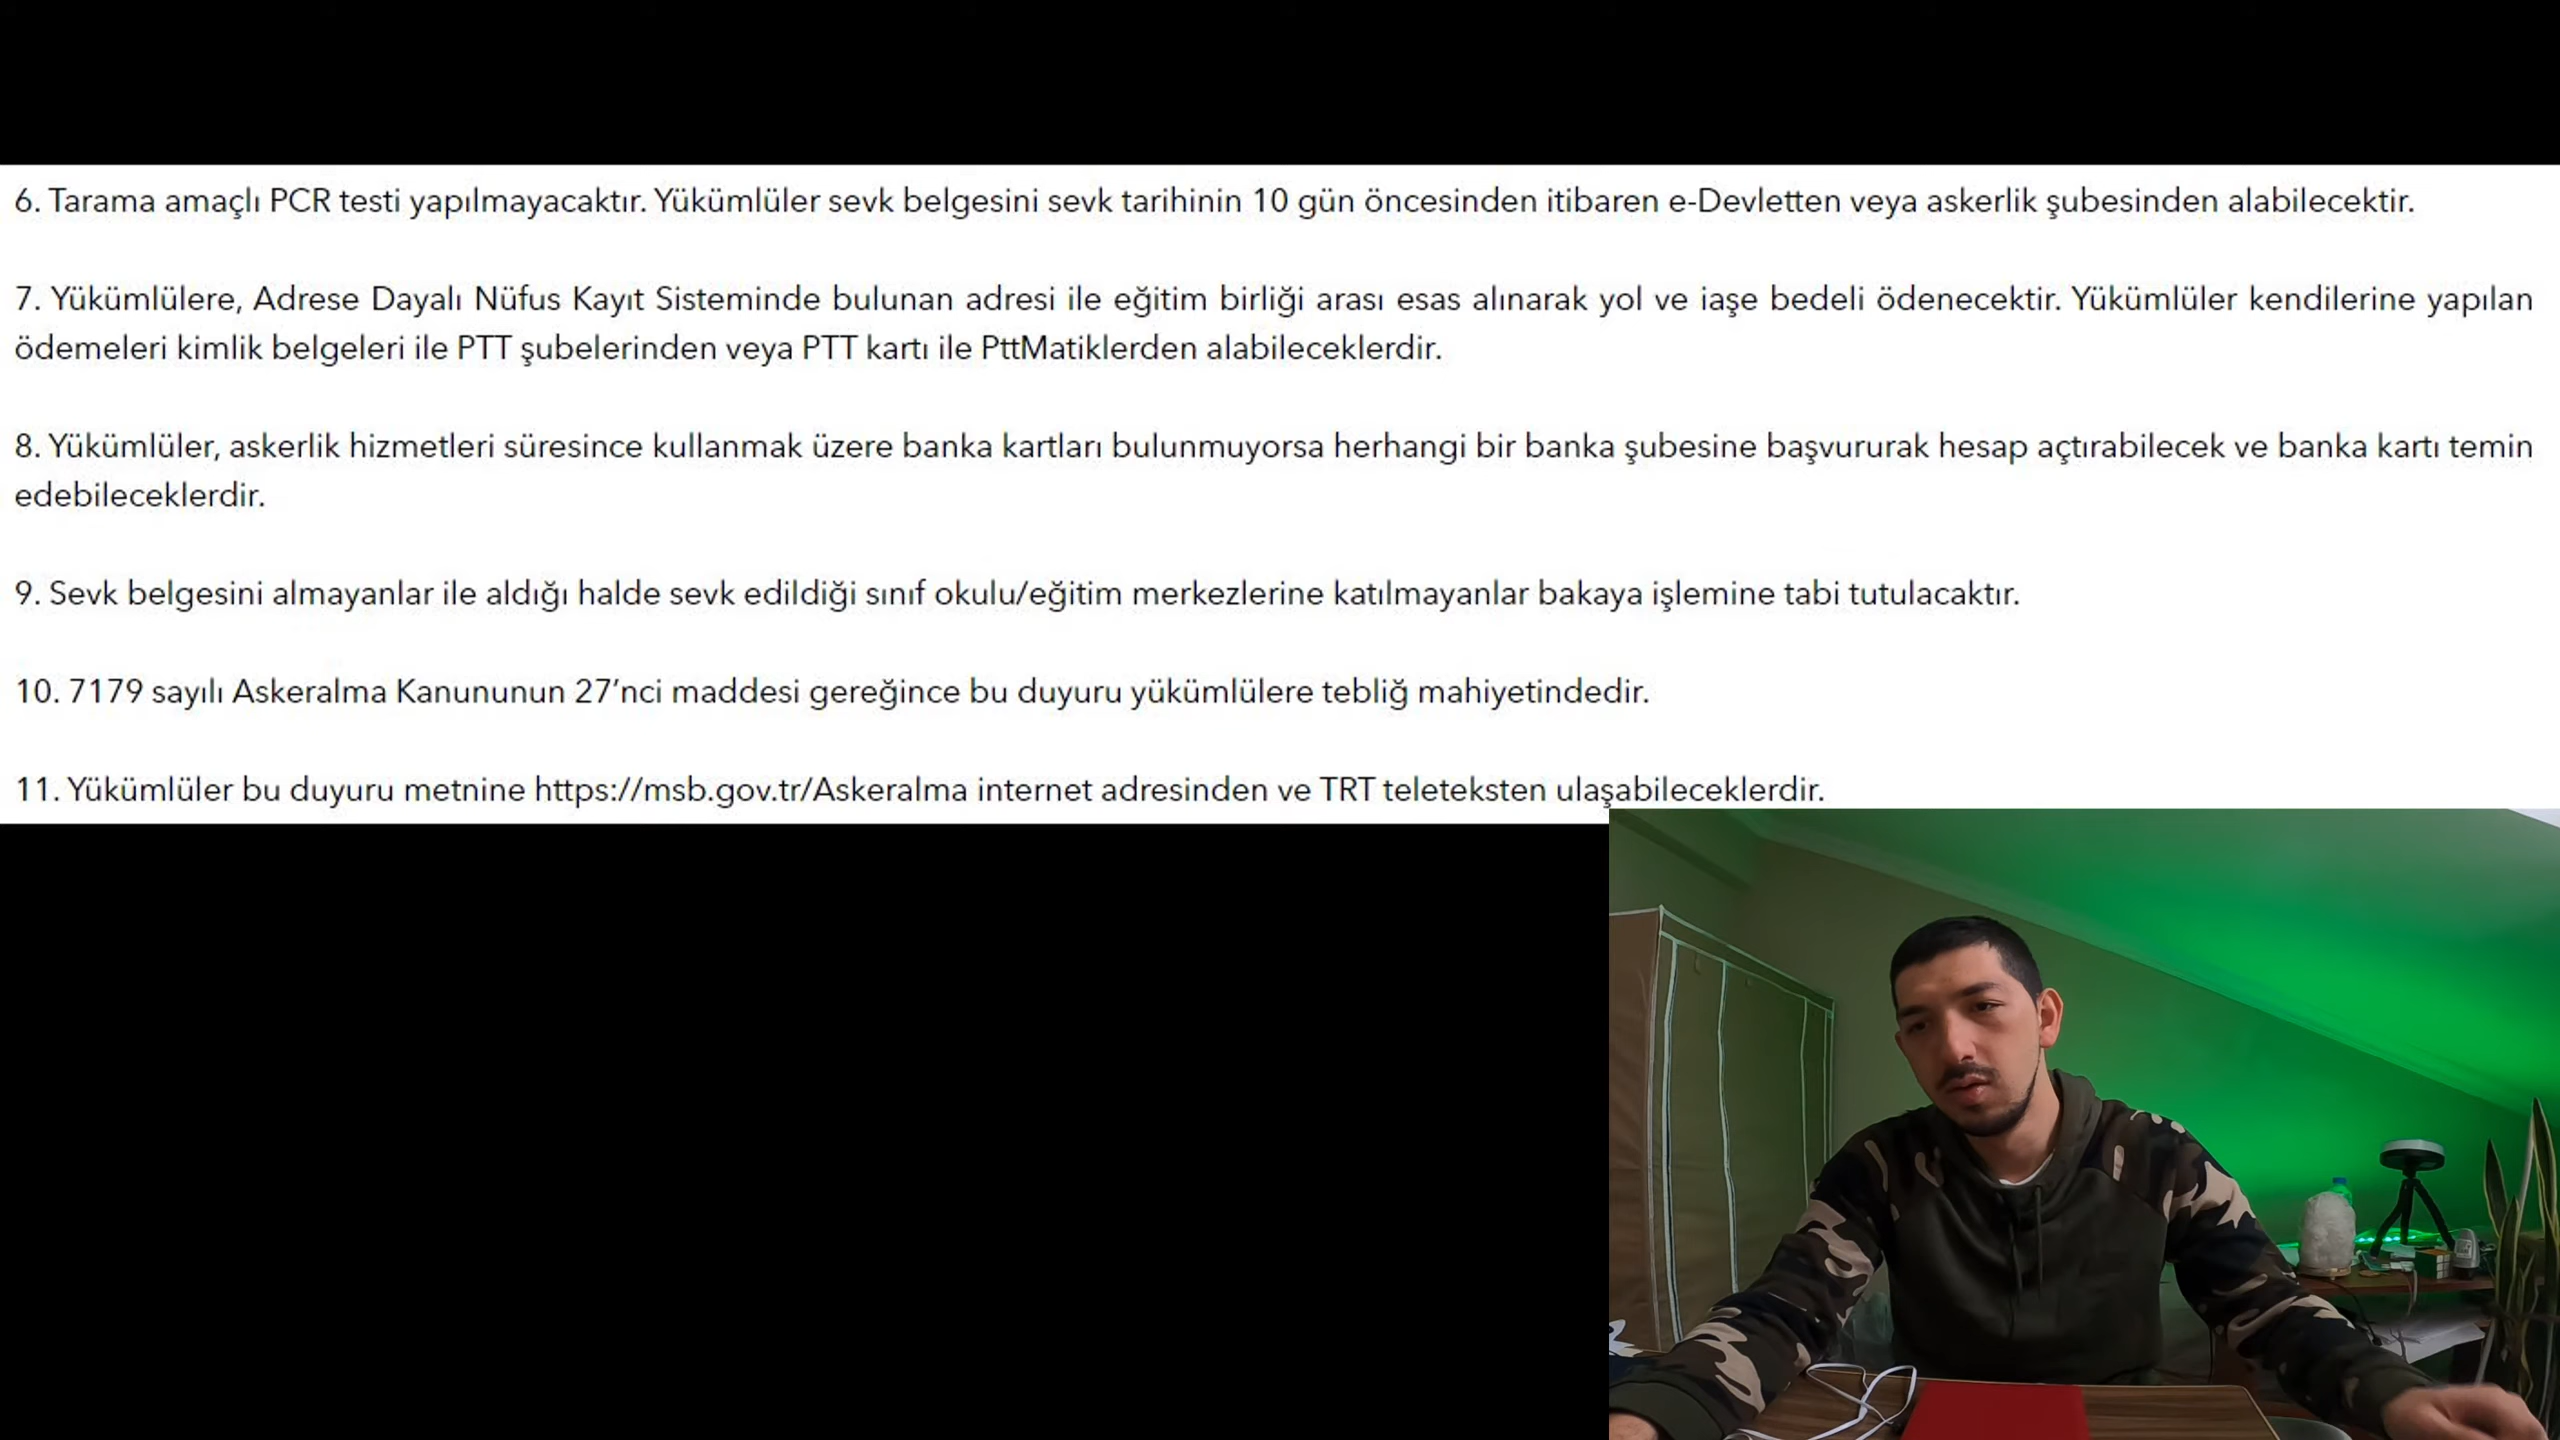 6. Tarama amaçlı PCR testi yapılmayacaktır. Yükümlüler sevk belgesini sevk tarihinin 10 gün öncesinden itibaren e-Devletten veya askerlik şubesinden alabilecektir.
7. Yükümlülere, Adrese Dayalı Nüfus Kayıt Sisteminde bulunan adresi ile eğitim birliği arası esas alınarak yol ve iaşe bedeli ödenecektir. Yükümlüler kendilerine yapılan
ödemeleri kimlik belgeleri ile PTT şubelerinden veya PTT kartı ile PttMatiklerden alabileceklerdir.
8. Yükümlüler, askerlik hizmetleri süresince kullanmak üzere banka kartları bulunmuyorsa herhangi bir banka şubesine başvururak hesap açtırabilecek ve banka kartı temin
edebileceklerdir.
9. Sevk belgesini almayanlar ile aldığı halde sevk edildiği sınıf okulu/eğitim merkezlerine katılmayanlar bakaya işlemine tabi tutulacaktır.
10. 7179 sayılı Askeralma Kanununun 27’nci maddesi gereğince bu duyuru yükümlülere tebliğ mahiyetindedir.
11. Yükümlüler bu duyuru metnine https://msb.gov.tr/Askeralma internet adresinden ve TRT teleteksten ulaşabileceklerdir.